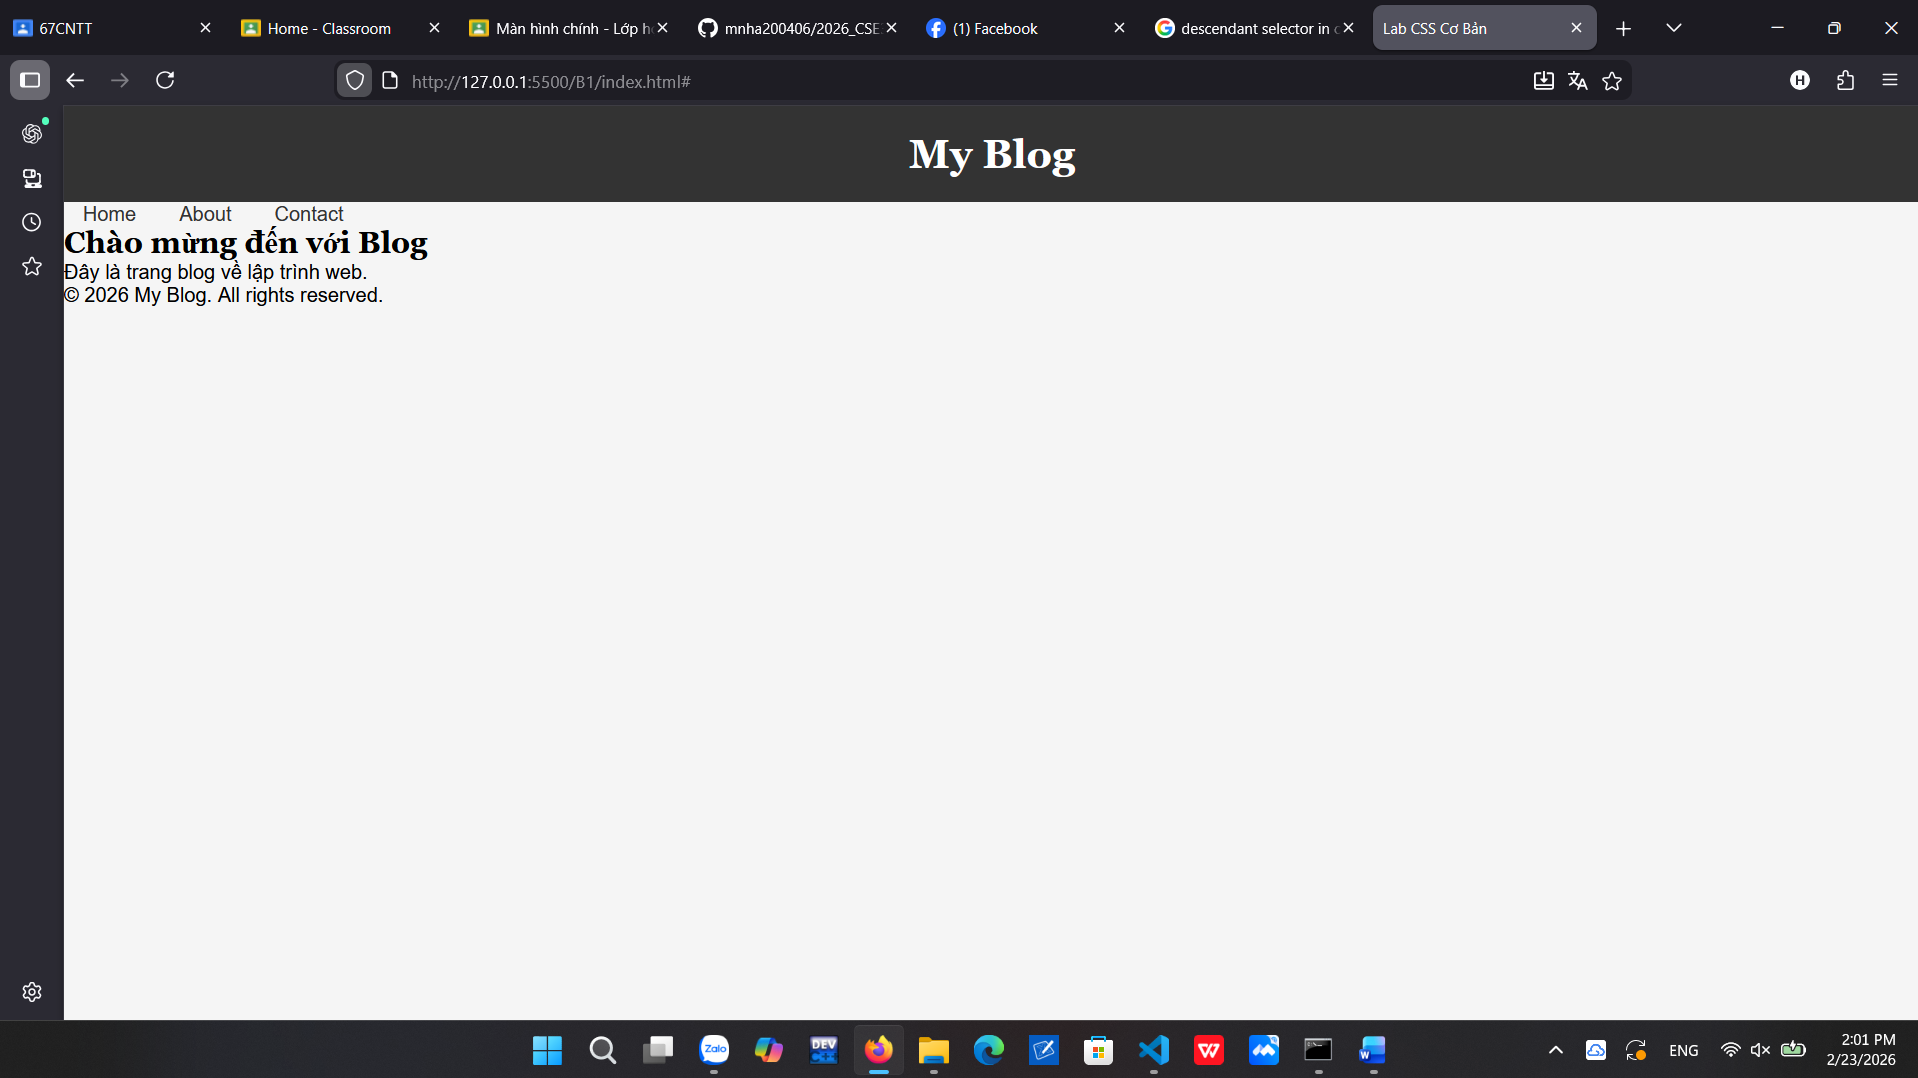 67CNTT
Home - Classroom
Màn hình chính - Lớp họ
mnha200406/2026_CSE
(1) Facebook
descendant selector in c
Lab CSS Cơ Bản
http://127.0.0.1:5500/B1/index.html#
H
My Blog
Home About Contact
Chào mừng đến với Blog
Đây là trang blog về lập trình web.
© 2026 My Blog. All rights reserved.
Zalo
DEV
C++
W
ENG
2:01 PM
2/23/2026